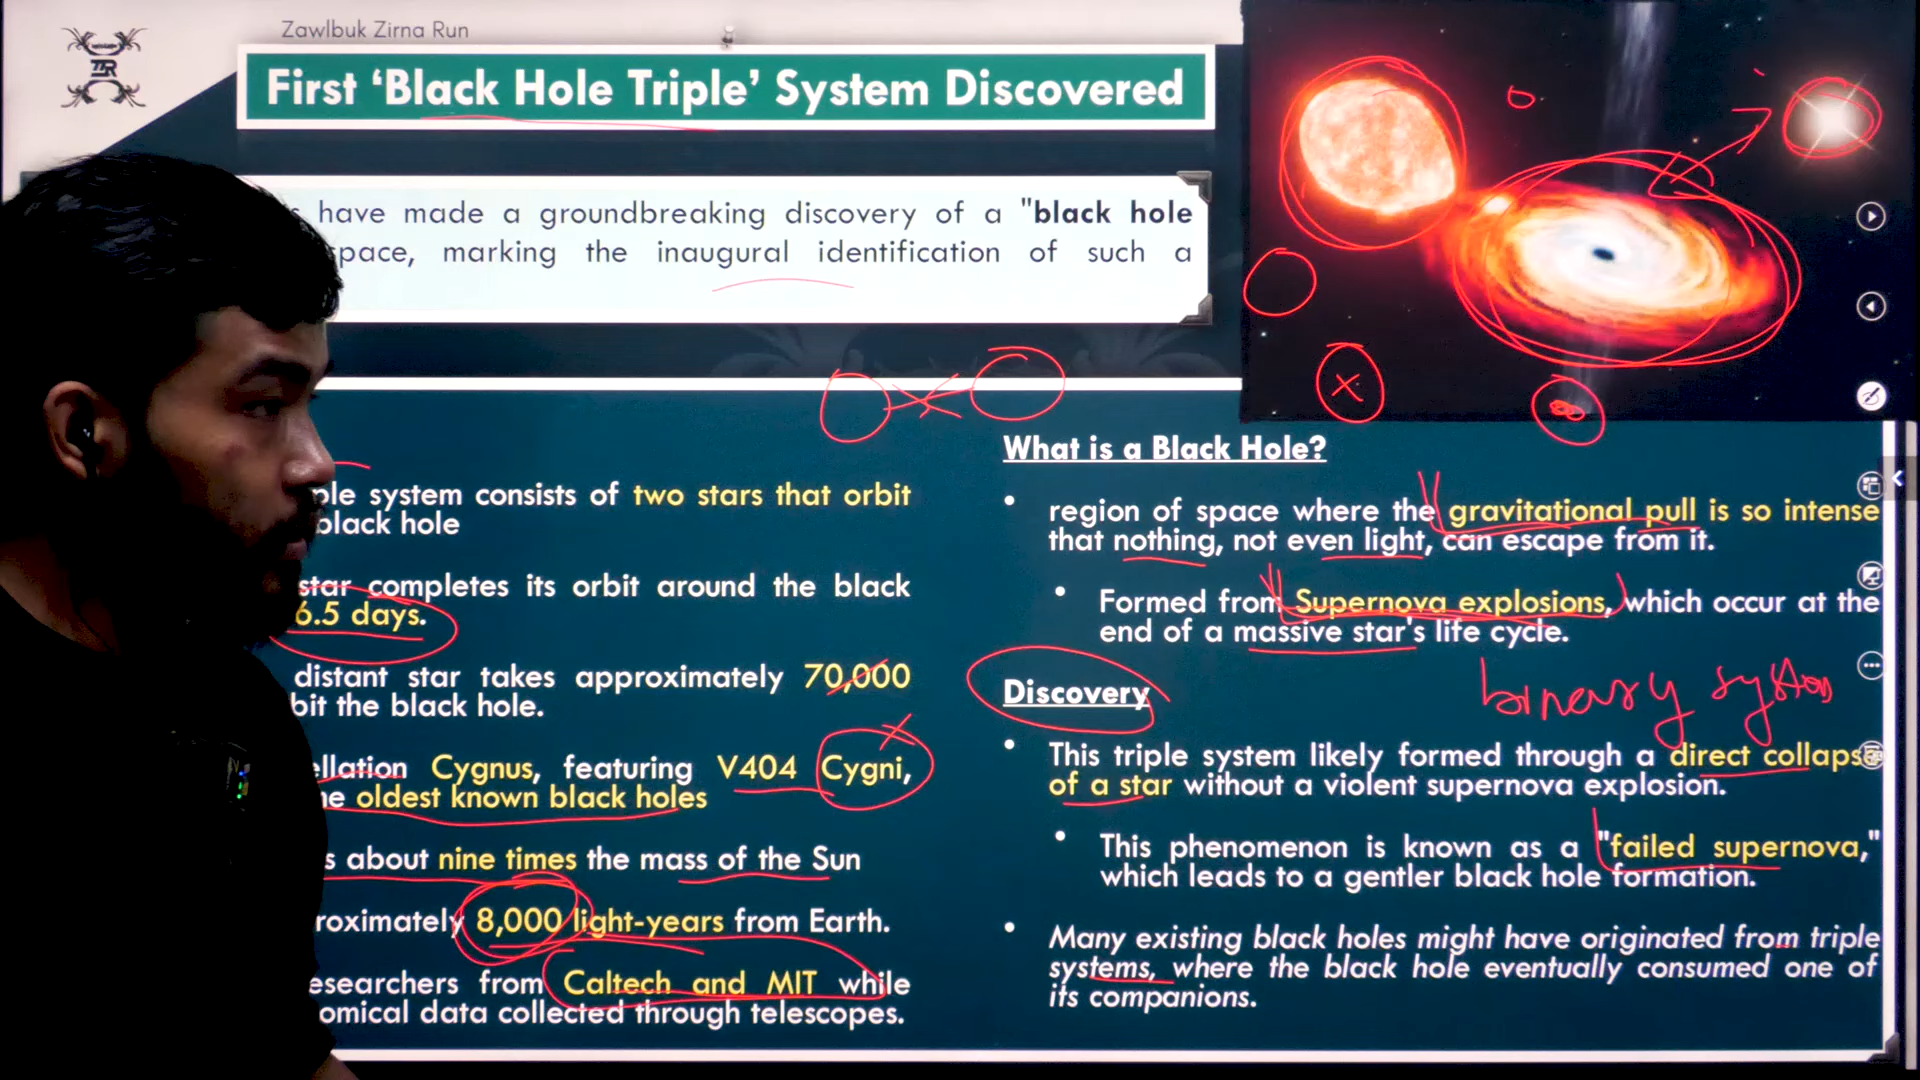 Zawlbuk Zirna Run
ZZR
First 'Black Hole Triple' System Discovered
have made a groundbreaking discovery of a "black hole
pace, marking the inaugural identification of such a
ple system consists of two stars that orbit
black hole
star completes its orbit around the black
6.5 days.
distant star takes approximately 70,000
bit the black hole.
ellation Cygnus, featuring V404 Cygni,
ne oldest known black holes
s about nine times the mass of the Sun
roximately 8,000 light-years from Earth.
esearchers from Caltech and MIT while
omical data collected through telescopes.
What is a Black Hole?
• region of space where the gravitational pull is so intense
that nothing, not even light, can escape from it.
• Formed from Supernova explosions, which occur at the
end of a massive star's life cycle.
binary system
Discovery
• This triple system likely formed through a direct collapse
of a star without a violent supernova explosion.
• This phenomenon is known as a "failed supernova,"
which leads to a gentler black hole formation.
• Many existing black holes might have originated from triple
systems, where the black hole eventually consumed one of
its companions.